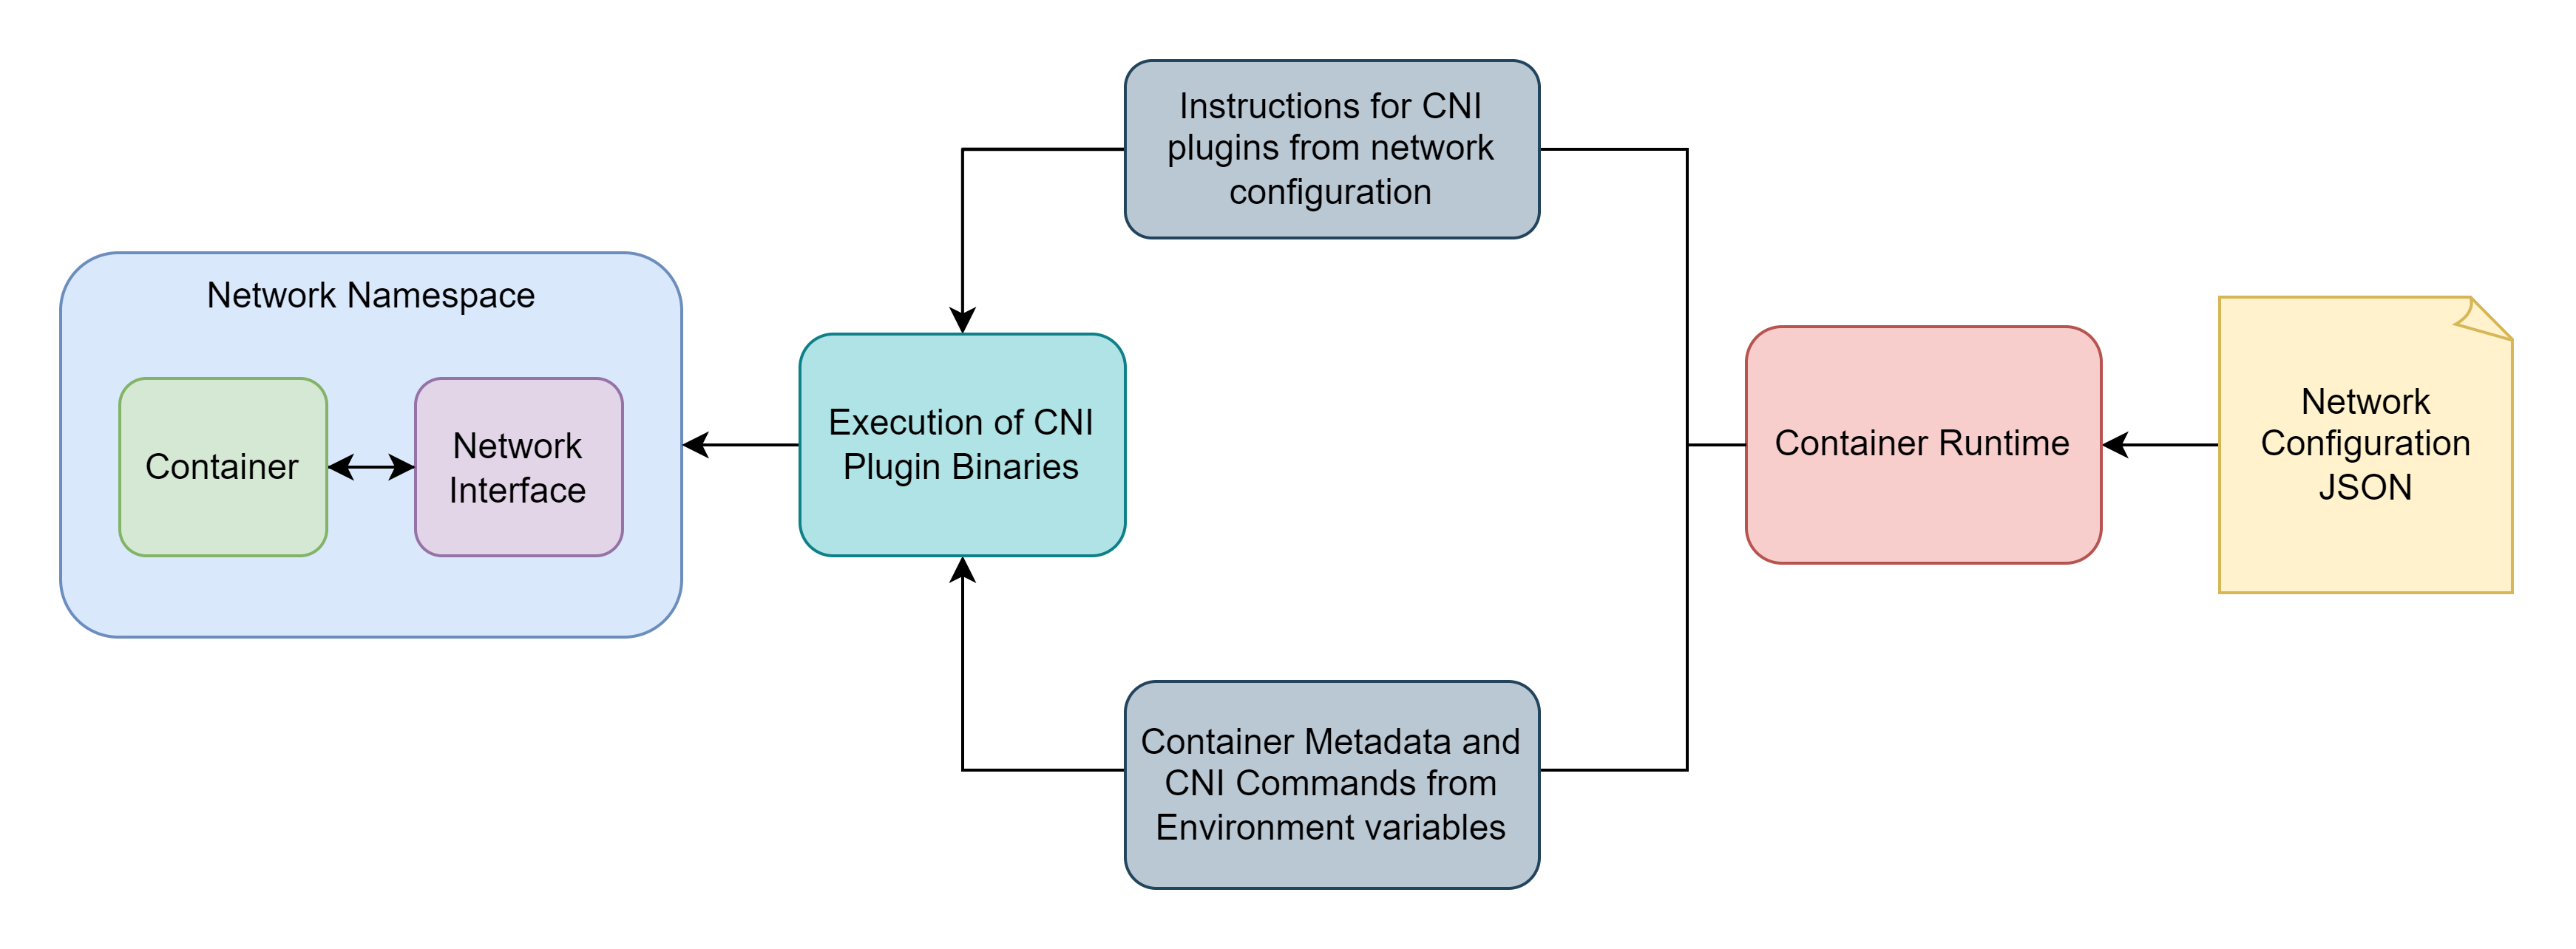 Instructions for CNI
plugins from network
configuration
Network Namespace
Container
Network
Interface
Execution of CNI
Plugin Binaries
Container Runtime
Network
Configuration
JSON
Container Metadata and
CNI Commands from
Environment variables